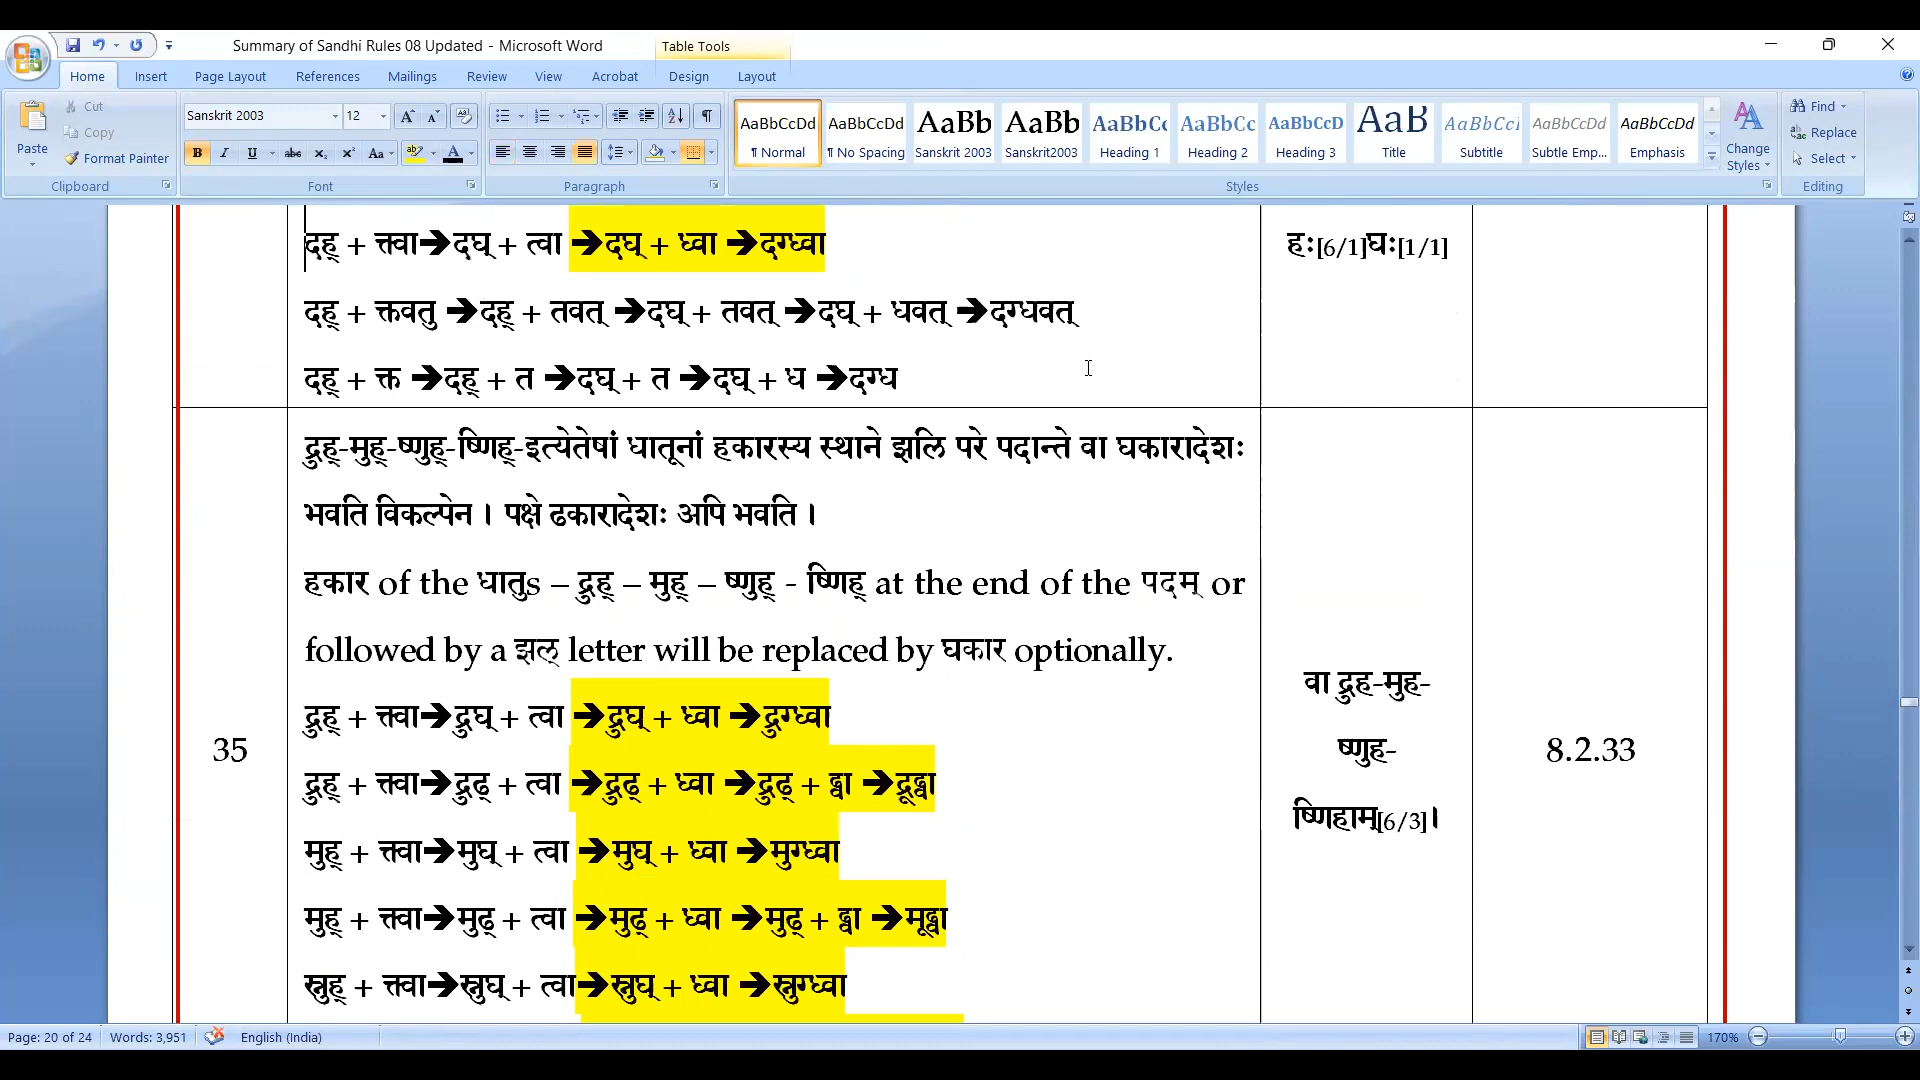 Summary of Sandhi Rules 08 Updated - Microsoft Word
Table Tools
Home Insert Page Layout References Mailings Review View Acrobat Design Layout
Paste
Cut
Copy
Format Painter
Clipboard
Sanskrit 2003 12
Font
Paragraph
AaBbCcDd AaBbCcDd AaBb AaBb AaBbCc AaBbCc AaBbCcD AaB AaBbCcI AaBbCcDd AaBbCcDd
¶ Normal ¶ No Spacing Sanskrit 2003 Sanskrit2003 Heading 1 Heading 2 Heading 3 Title Subtitle Subtle Emp... Emphasis
Styles
Change Styles
Find
Replace
Select
Editing
दह् + क्त्वा➔दघ् + त्वा ➔दघ् + ध्वा ➔दग्ध्वा
दह् + क्तवतु ➔दह् + तवत् ➔दघ् + तवत् ➔दघ् + धवत् ➔दग्धवत्
दह् + क्त ➔दह् + त ➔दघ् + त ➔दघ् + ध ➔दग्ध
हः[6/1]घः[1/1]
35
द्रुह्-मुह्-ष्णुह्-ष्णिह्-इत्येतेषां धातूनां हकारस्य स्थाने झलि परे पदान्ते वा घकारादेशः
भवति विकल्पेन । पक्षे ढकारादेशः अपि भवति ।
हकार of the धातुs – द्रुह् – मुह् – ष्णुह् - ष्णिह् at the end of the पदम् or
followed by a झल् letter will be replaced by घकार optionally.
द्रुह् + क्त्वा➔द्रुघ् + त्वा ➔द्रुघ् + ध्वा ➔द्रुग्ध्वा
द्रुह् + क्त्वा➔द्रुढ् + त्वा ➔द्रुढ् + ध्वा ➔द्रुढ् + ढ्वा ➔द्रूढ्वा
मुह् + क्त्वा➔मुघ् + त्वा ➔मुघ् + ध्वा ➔मुग्ध्वा
मुह् + क्त्वा➔मुढ् + त्वा ➔मुढ् + ध्वा ➔मुढ् + ढ्वा ➔मूढ्वा
स्नुह् + क्त्वा➔स्नुघ् + त्वा➔स्नुघ् + ध्वा ➔स्नुग्ध्वा
वा द्रुह-मुह-
ष्णुह-
ष्णिहाम्[6/3]।
8.2.33
Page: 20 of 24 Words: 3,951 English (India) 170%